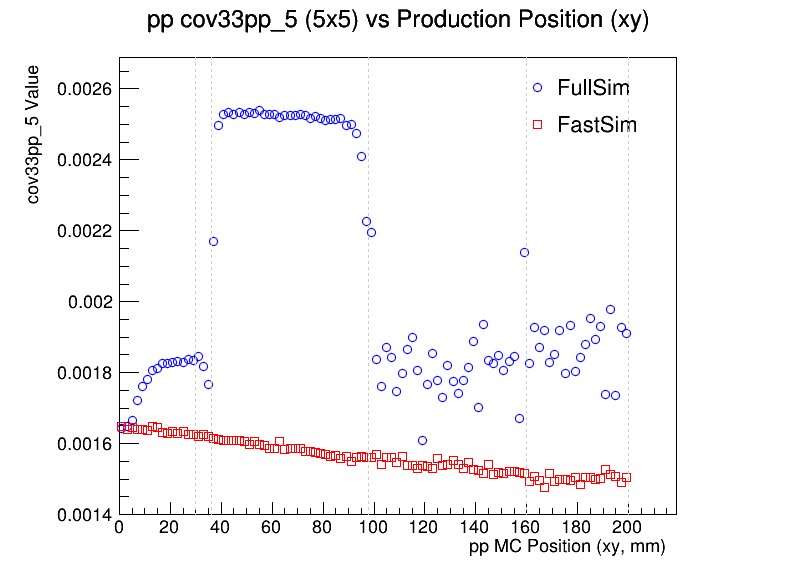 pp cov33pp_5 (5x5) vs Production Position (xy)
cov33pp_5 Value
0.0026
0.0024
0.0022
0.002
0.0018
0.0016
0.0014
FullSim
FastSim
0 20 40 60 80 100 120 140 160 180 200
pp MC Position (xy, mm)